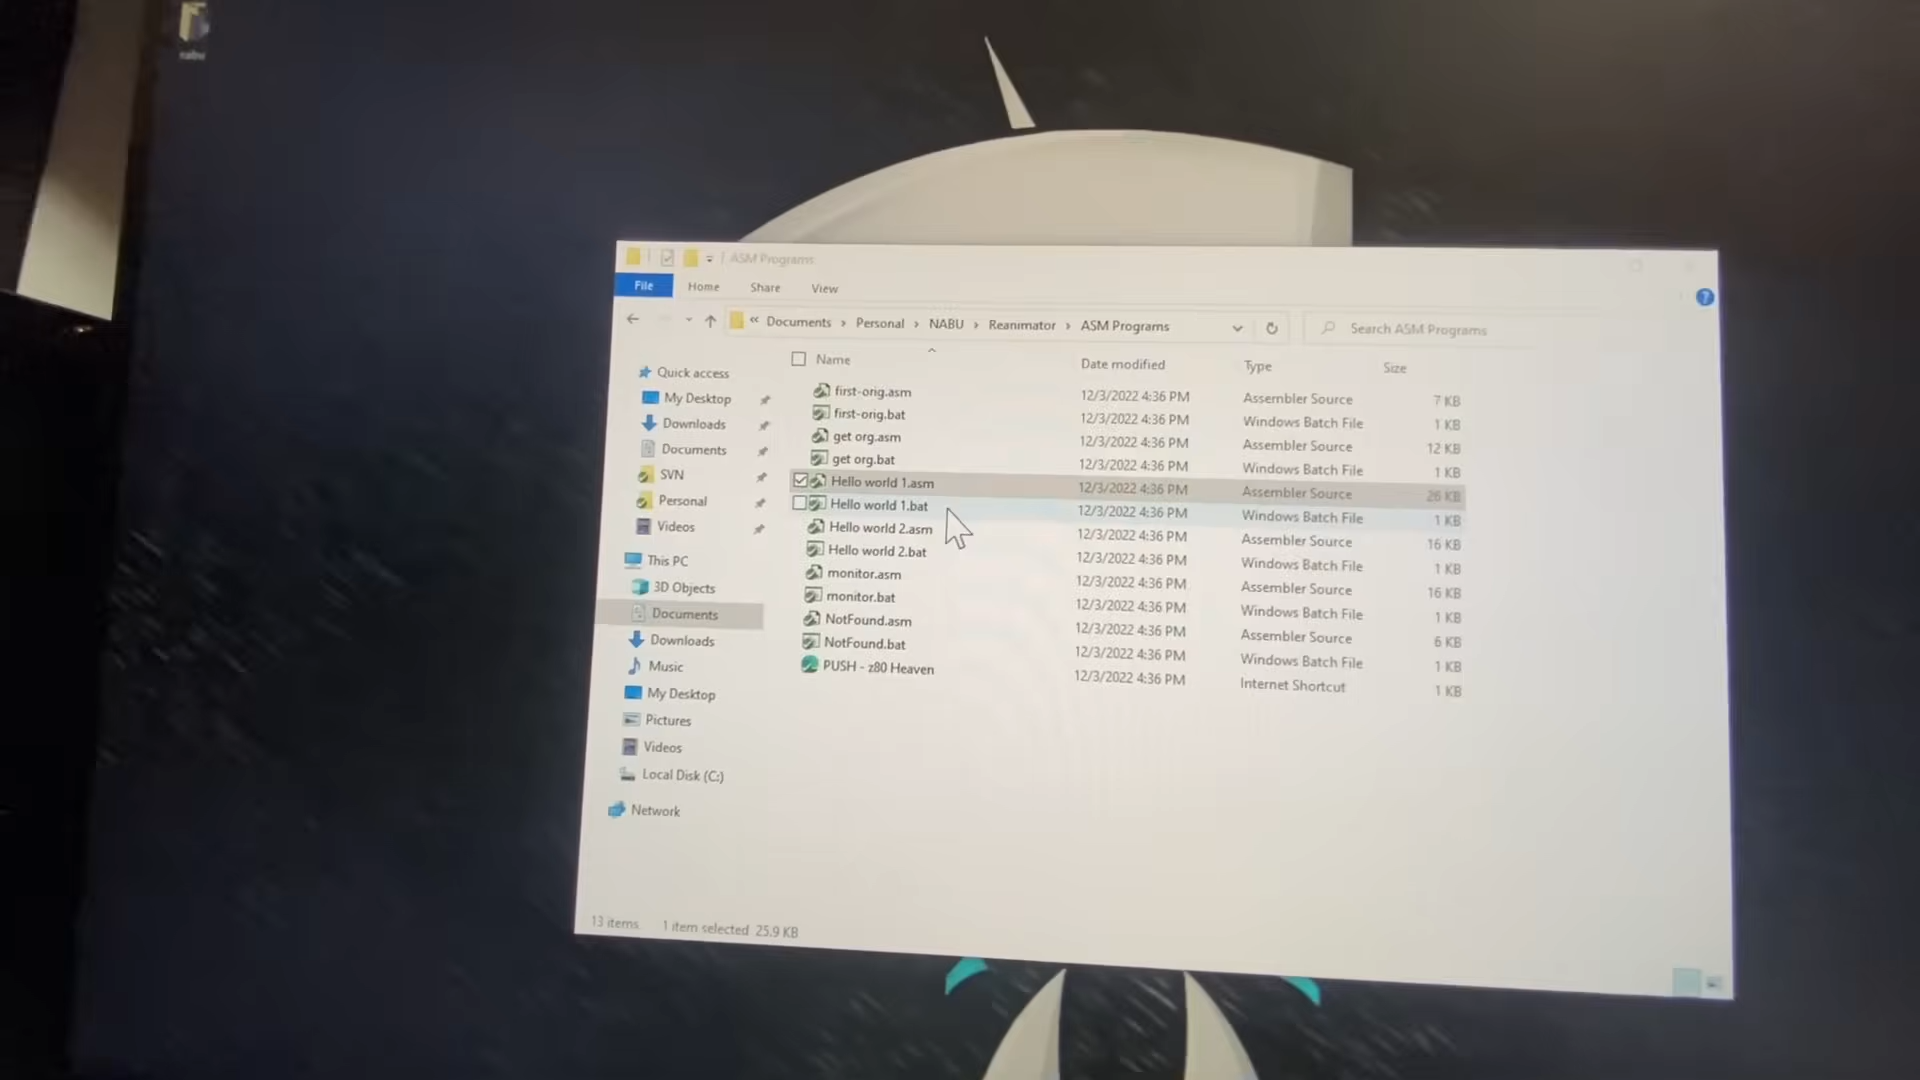 nabu
ASM Programs
File Home Share View ?
« Documents › Personal › NABU › Reanimator › ASM Programs Search ASM Programs
Name Date modified Type Size
Quick access
My Desktop
Downloads
Documents
SVN
Personal
Videos
This PC
3D Objects
Documents
Downloads
Music
My Desktop
Pictures
Videos
Local Disk (C:)
Network
first-orig.asm 12/3/2022 4:36 PM Assembler Source 7 KB
first-orig.bat 12/3/2022 4:36 PM Windows Batch File 1 KB
get org.asm 12/3/2022 4:36 PM Assembler Source 12 KB
get org.bat 12/3/2022 4:36 PM Windows Batch File 1 KB
Hello world 1.asm 12/3/2022 4:36 PM Assembler Source 26 KB
Hello world 1.bat 12/3/2022 4:36 PM Windows Batch File 1 KB
Hello world 2.asm 12/3/2022 4:36 PM Assembler Source 16 KB
Hello world 2.bat 12/3/2022 4:36 PM Windows Batch File 1 KB
monitor.asm 12/3/2022 4:36 PM Assembler Source 16 KB
monitor.bat 12/3/2022 4:36 PM Windows Batch File 1 KB
NotFound.asm 12/3/2022 4:36 PM Assembler Source 6 KB
NotFound.bat 12/3/2022 4:36 PM Windows Batch File 1 KB
PUSH - z80 Heaven 12/3/2022 4:36 PM Internet Shortcut 1 KB
13 items 1 item selected 25.9 KB